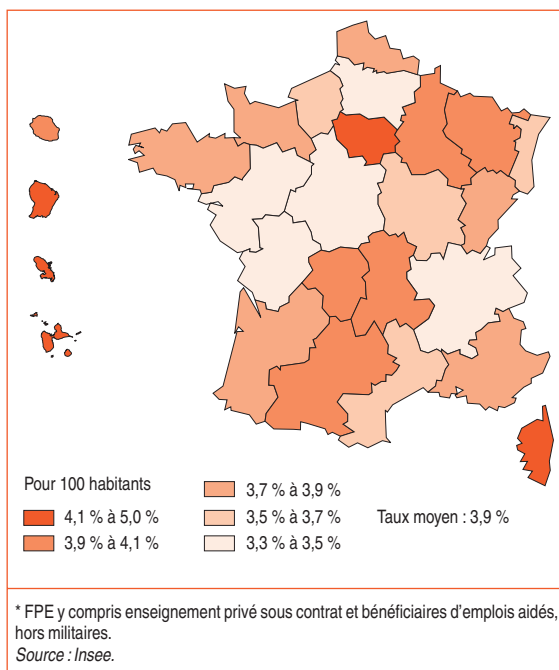 Pour 100 habitants
4,1 % à 5,0 %
3,9 % à 4,1 %
3,7 % à 3,9 %
3,5 % à 3,7 %
3,3 % à 3,5 %
Taux moyen : 3,9 %
* FPE y compris enseignement privé sous contrat et bénéficiaires d'emplois aidés,
hors militaires.
Source : Insee.